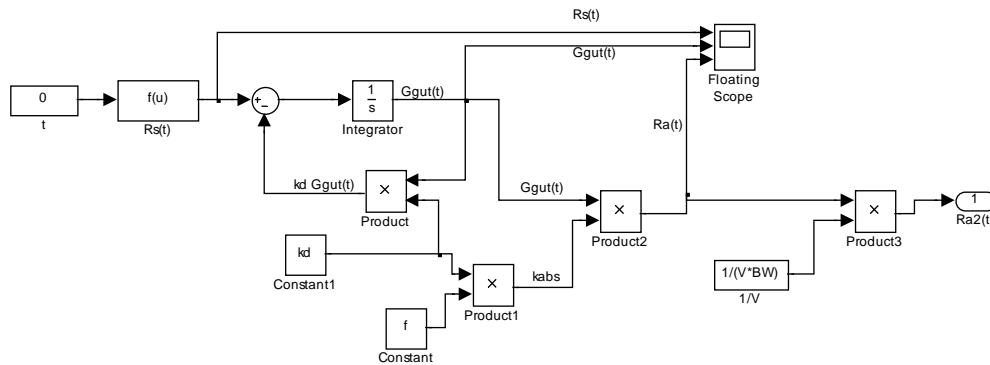 Rs(t)
Ggut(t)
Floating
Scope
0
t
f(u)
Rs(t)
+
−
1
s
Integrator
Ggut(t)
Ra(t)
kd Ggut(t)
×
Product
Ggut(t)
×
Product2
×
Product3
1
Ra2(t
kd
Constant1
×
Product1
kabs
1/(V*BW)
1/V
f
Constant